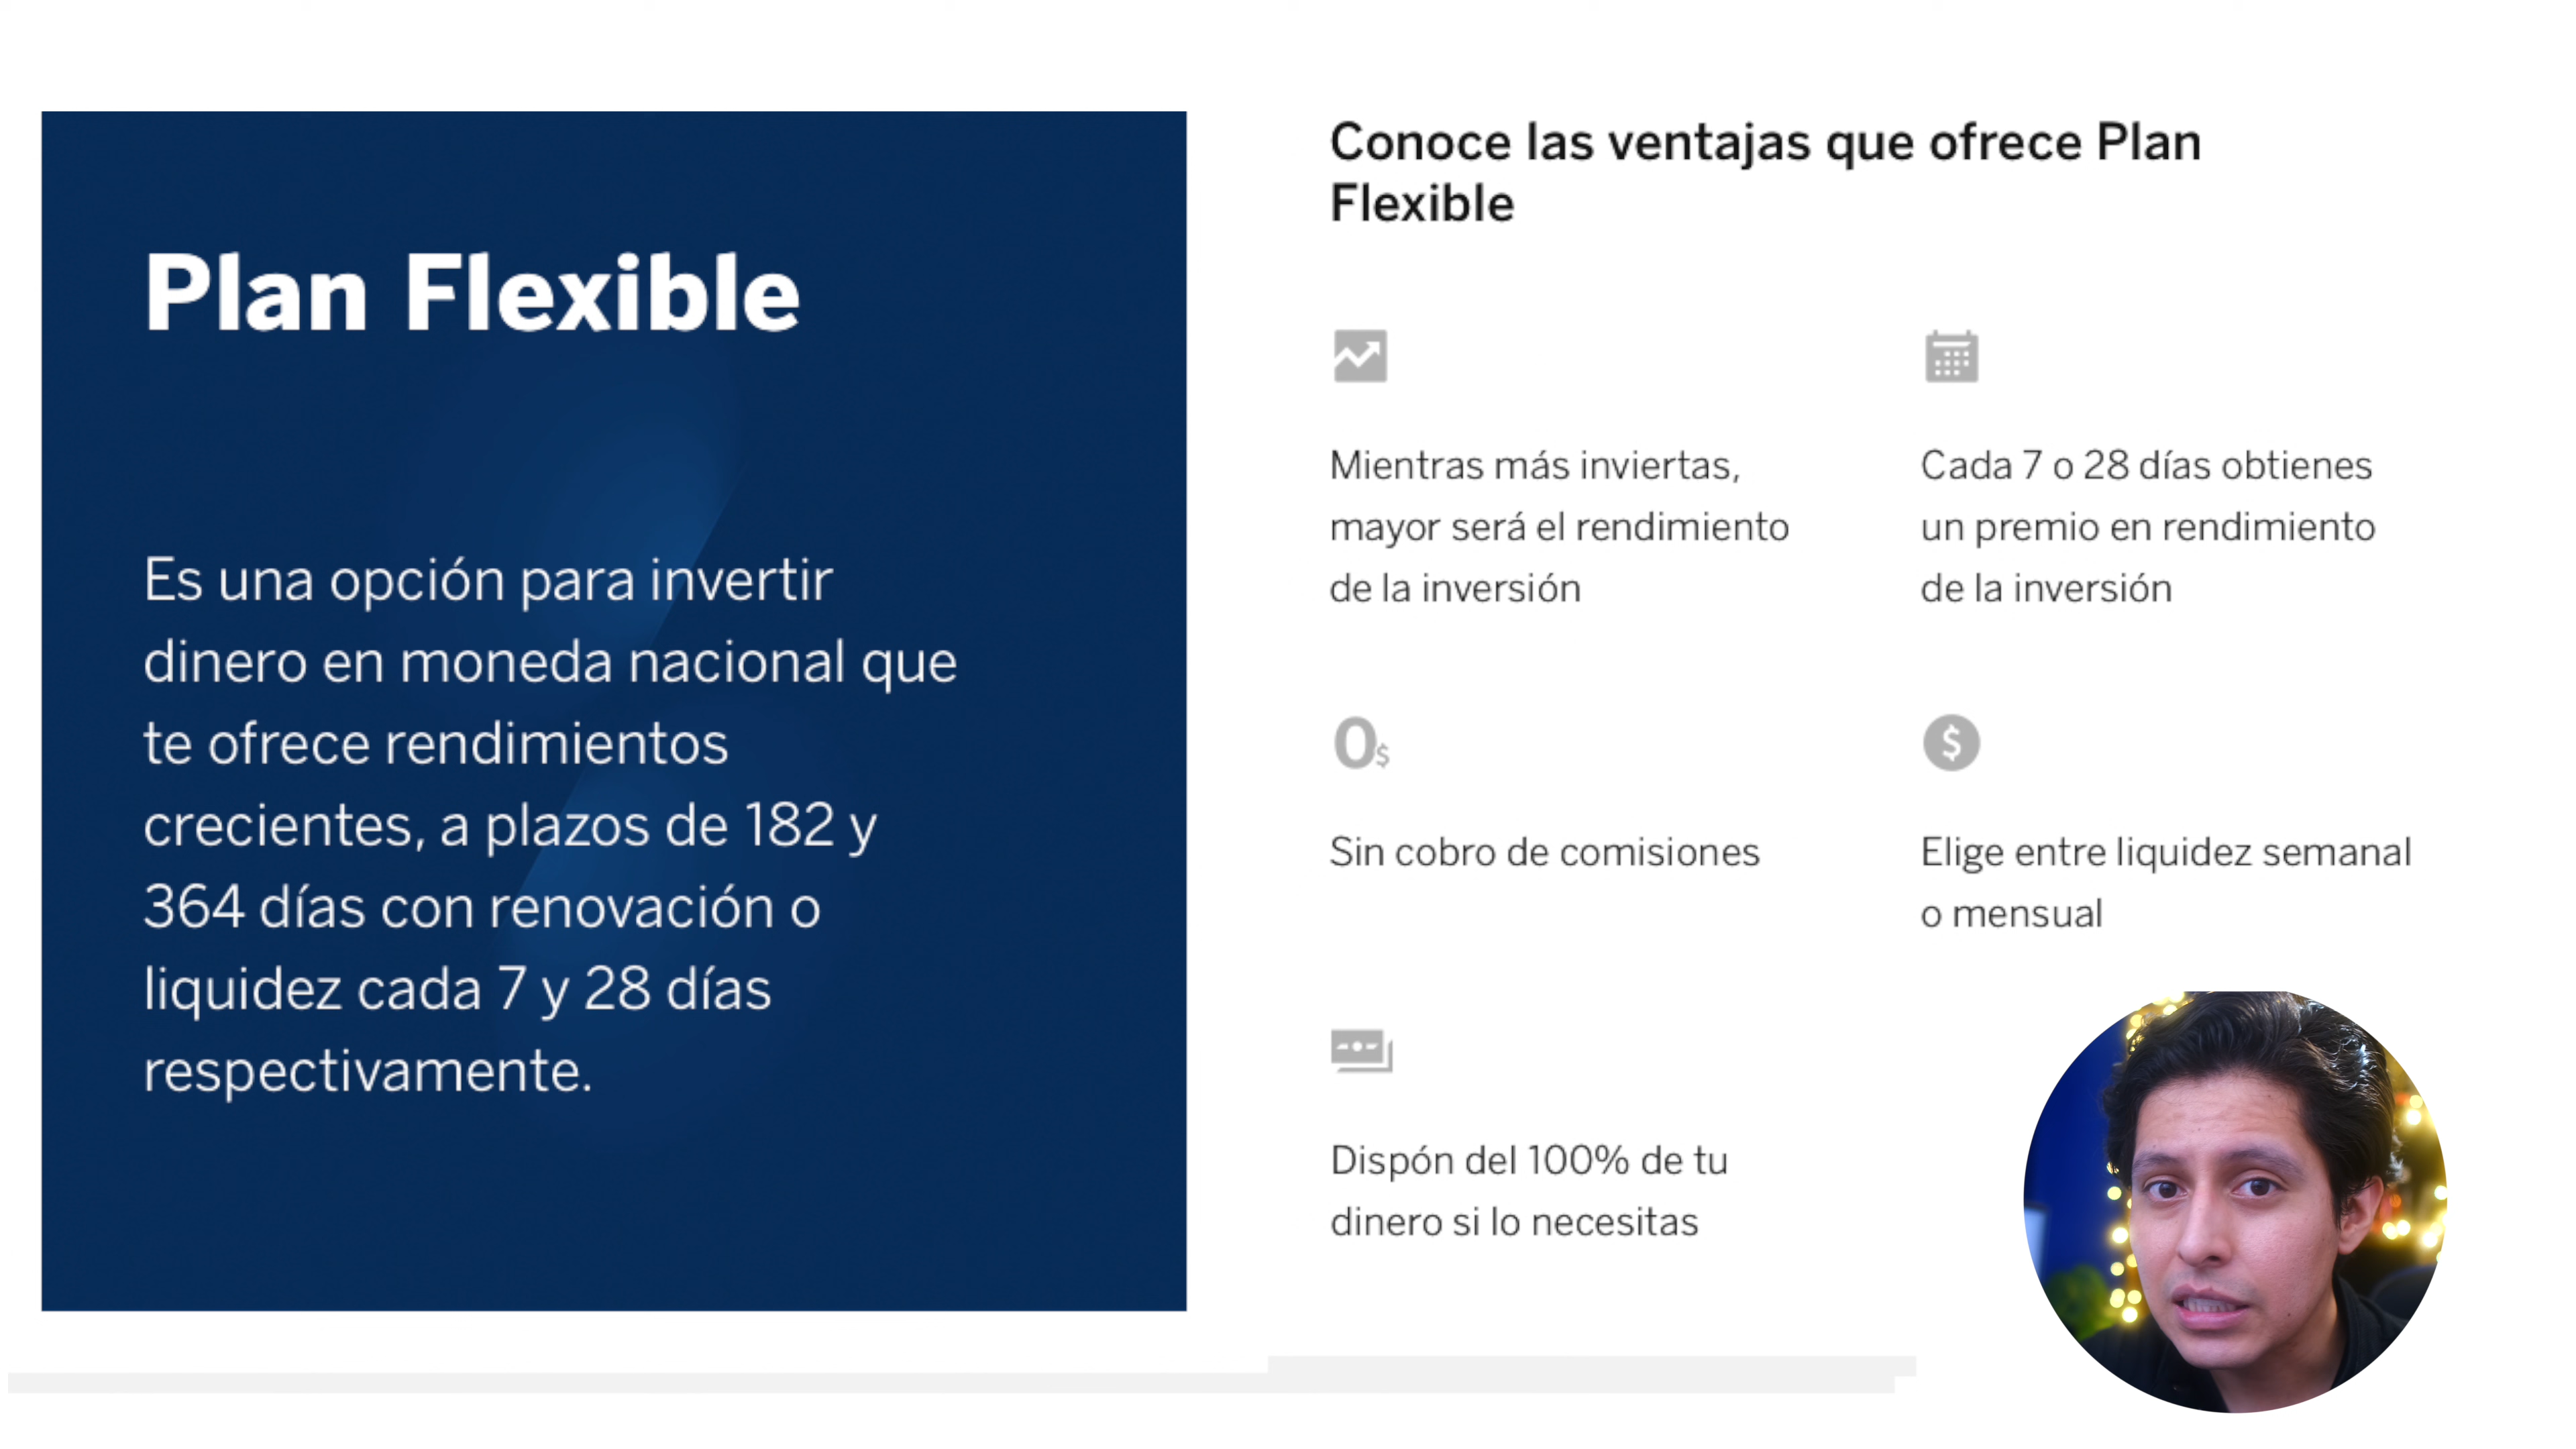 Plan Flexible
Es una opción para invertir
dinero en moneda nacional que
te ofrece rendimientos
crecientes, a plazos de 182 y
364 días con renovación o
liquidez cada 7 y 28 días
respectivamente.
Conoce las ventajas que ofrece Plan
Flexible
Mientras más inviertas,
mayor será el rendimiento
de la inversión
Cada 7 o 28 días obtienes
un premio en rendimiento
de la inversión
0$
Sin cobro de comisiones
$
Elige entre liquidez semanal
o mensual
Dispón del 100% de tu
dinero si lo necesitas